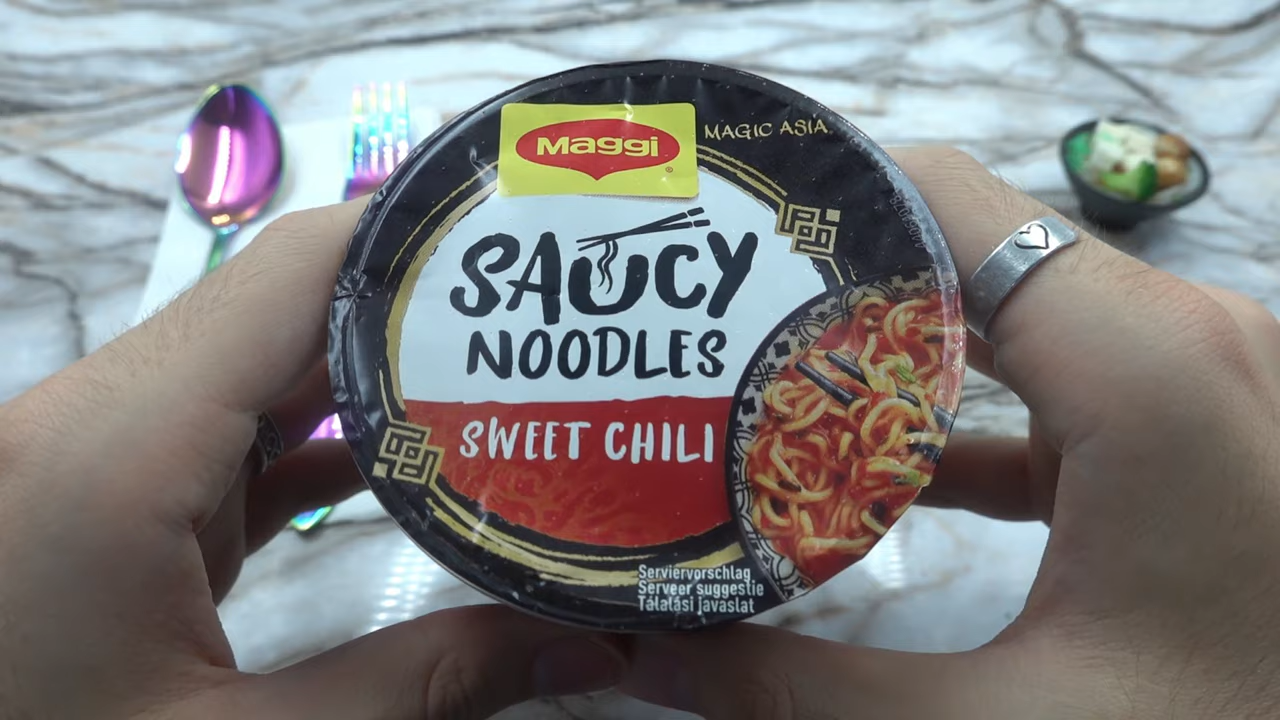 Maggi
MAGIC ASIA
SAUCY
NOODLES
SWEET CHILI
Serviervorschlag
Serveer suggestie
Tálalási javaslat